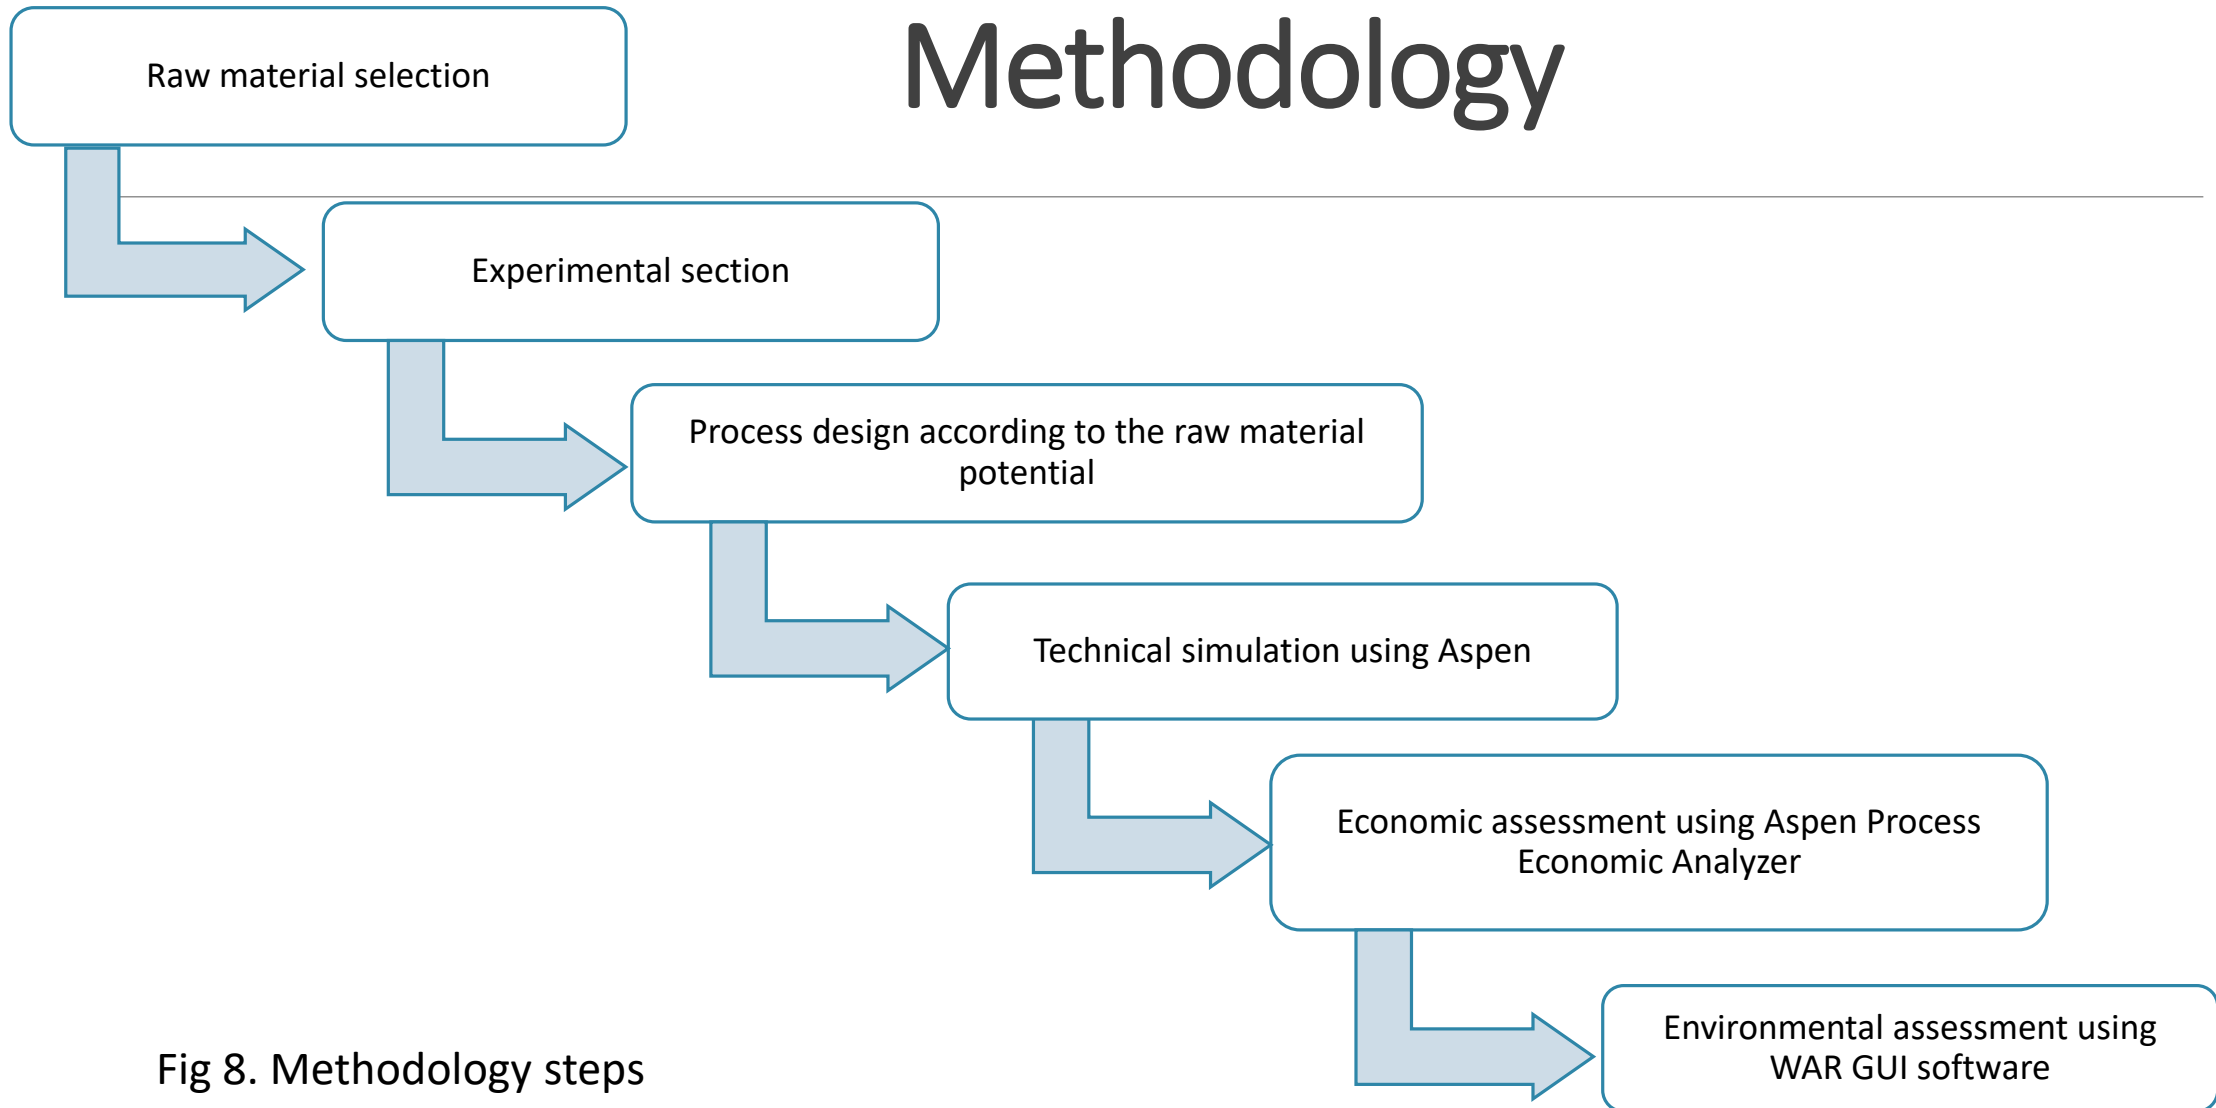 Methodology
Raw material selection
Experimental section
Process design according to the raw material
potential
Technical simulation using Aspen
Economic assessment using Aspen Process
Economic Analyzer
Environmental assessment using
WAR GUI software
Fig 8. Methodology steps